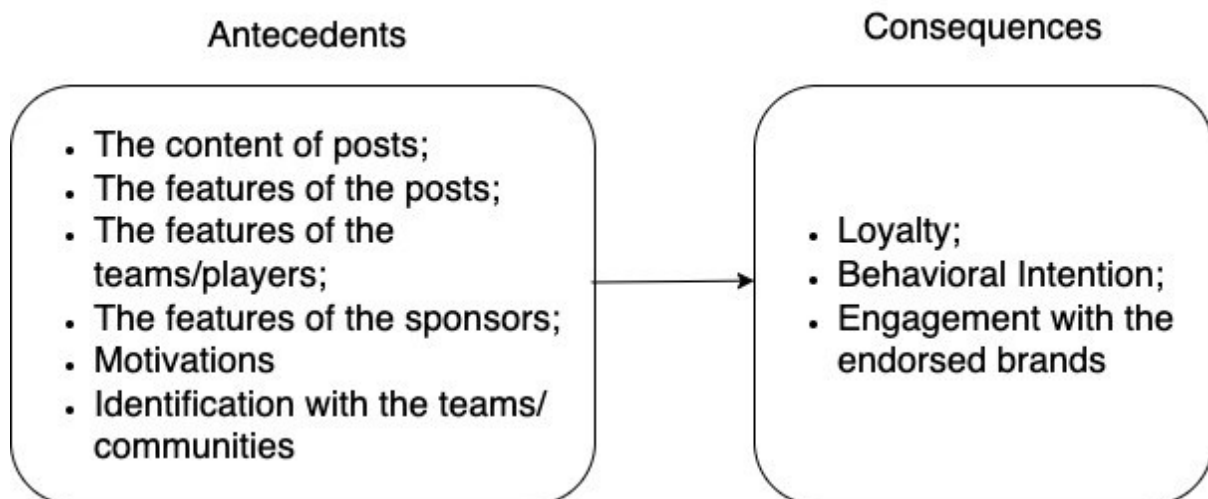 Antecedents
• The content of posts;
• The features of the posts;
• The features of the
teams/players;
• The features of the sponsors;
• Motivations
• Identification with the teams/
communities
Consequences
• Loyalty;
• Behavioral Intention;
• Engagement with the
endorsed brands